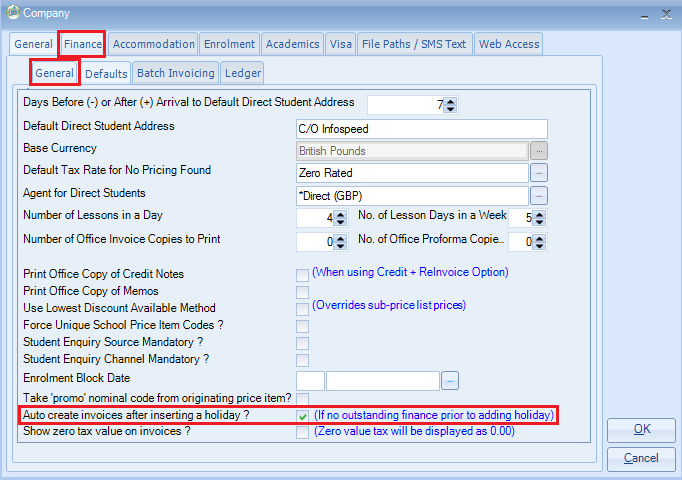 Company
General Finance Accommodation Enrolment Academics Visa File Paths / SMS Text Web Access
General Defaults Batch Invoicing Ledger
Days Before (-) or After (+) Arrival to Default Direct Student Address 7
Default Direct Student Address C/O Infospeed
Base Currency British Pounds ...
Default Tax Rate for No Pricing Found Zero Rated ...
Agent for Direct Students *Direct (GBP) ...
Number of Lessons in a Day 4 No. of Lesson Days in a Week 5
Number of Office Invoice Copies to Print 0 No. of Office Proforma Copie... 0
Print Office Copy of Credit Notes (When using Credit + ReInvoice Option)
Print Office Copy of Memos
Use Lowest Discount Available Method (Overrides sub-price list prices)
Force Unique School Price Item Codes ?
Student Enquiry Source Mandatory ?
Student Enquiry Channel Mandatory ?
Enrolment Block Date ...
Take 'promo' nominal code from originating price item?
Auto create invoices after inserting a holiday ? (If no outstanding finance prior to adding holiday)
Show zero tax value on invoices ? (Zero value tax will be displayed as 0.00)
OK
Cancel